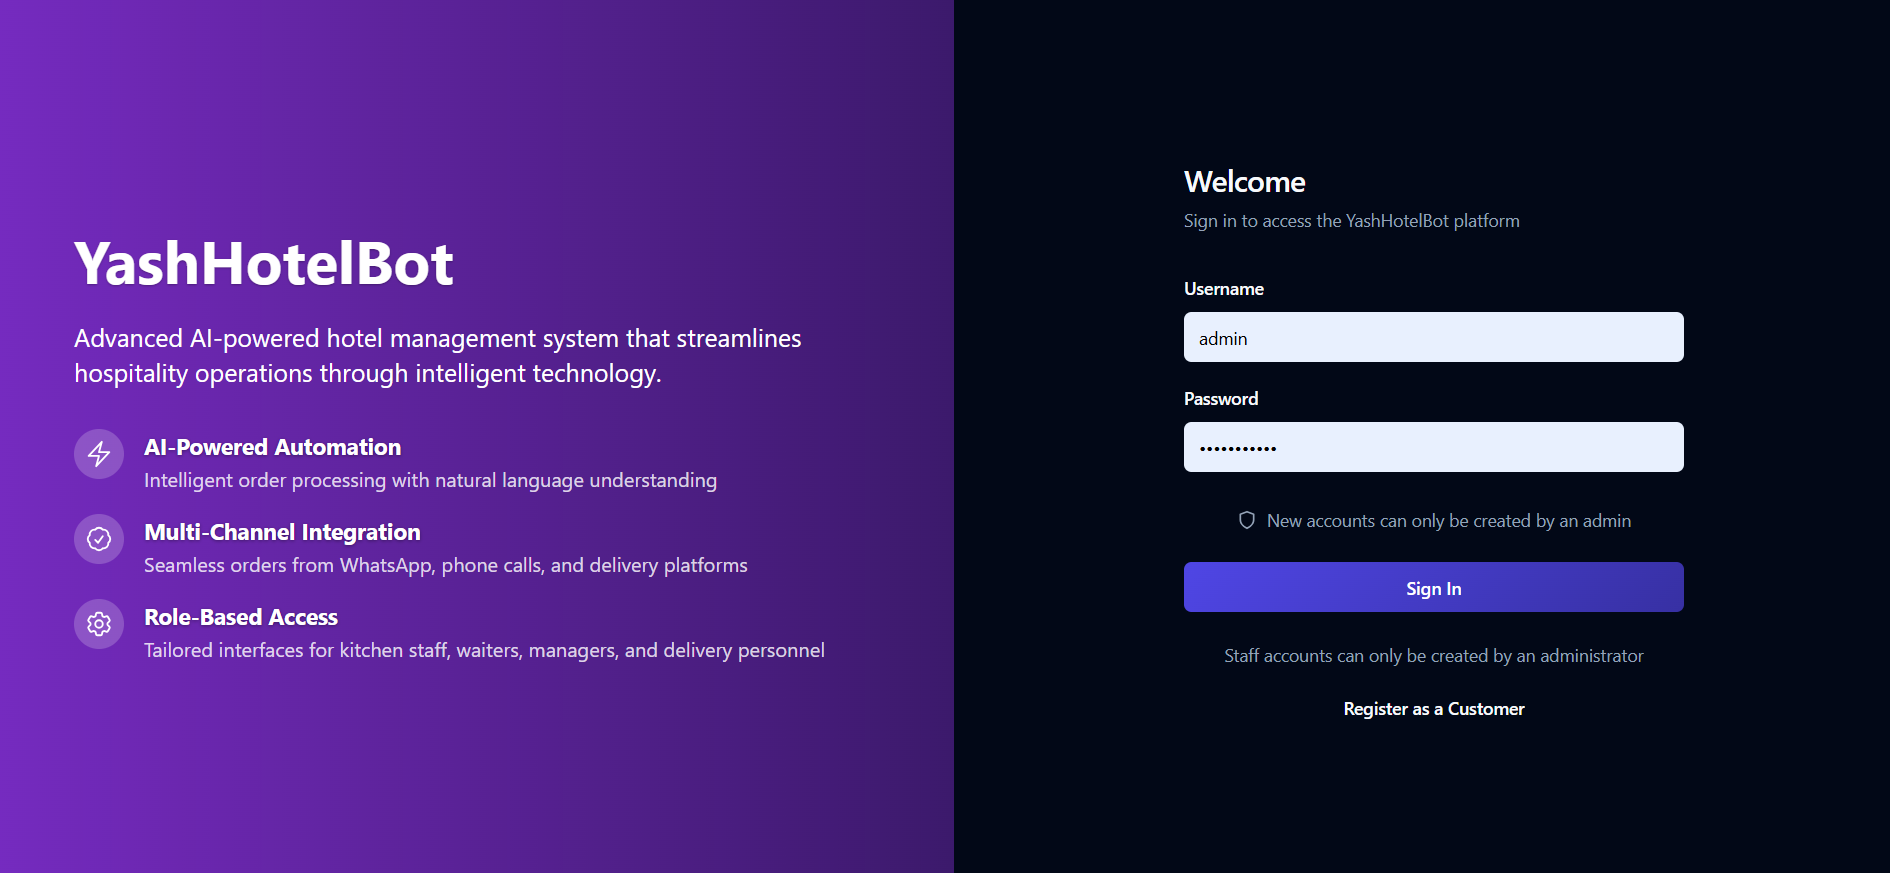 YashHotelBot
Advanced AI-powered hotel management system that streamlines
hospitality operations through intelligent technology.
AI-Powered Automation
Intelligent order processing with natural language understanding
Multi-Channel Integration
Seamless orders from WhatsApp, phone calls, and delivery platforms
Role-Based Access
Tailored interfaces for kitchen staff, waiters, managers, and delivery personnel
Welcome
Sign in to access the YashHotelBot platform
Username
admin
Password
•••••••••••
New accounts can only be created by an admin
Sign In
Staff accounts can only be created by an administrator
Register as a Customer